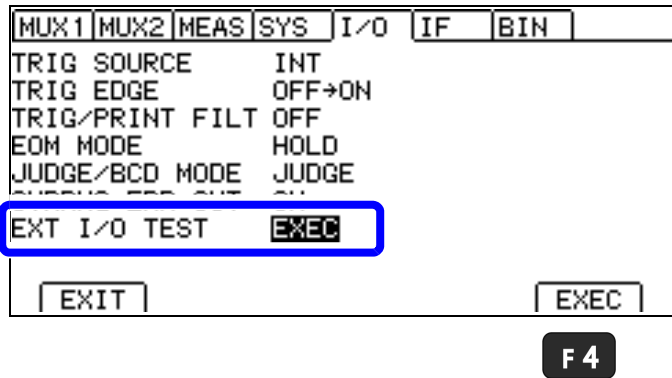 MUX1 MUX2 MEAS SYS I/O IF BIN
TRIG SOURCE INT
TRIG EDGE OFF→ON
TRIG/PRINT FILT OFF
EOM MODE HOLD
JUDGE/BCD MODE JUDGE
EXT I/O TEST EXEC
EXIT EXEC
F4